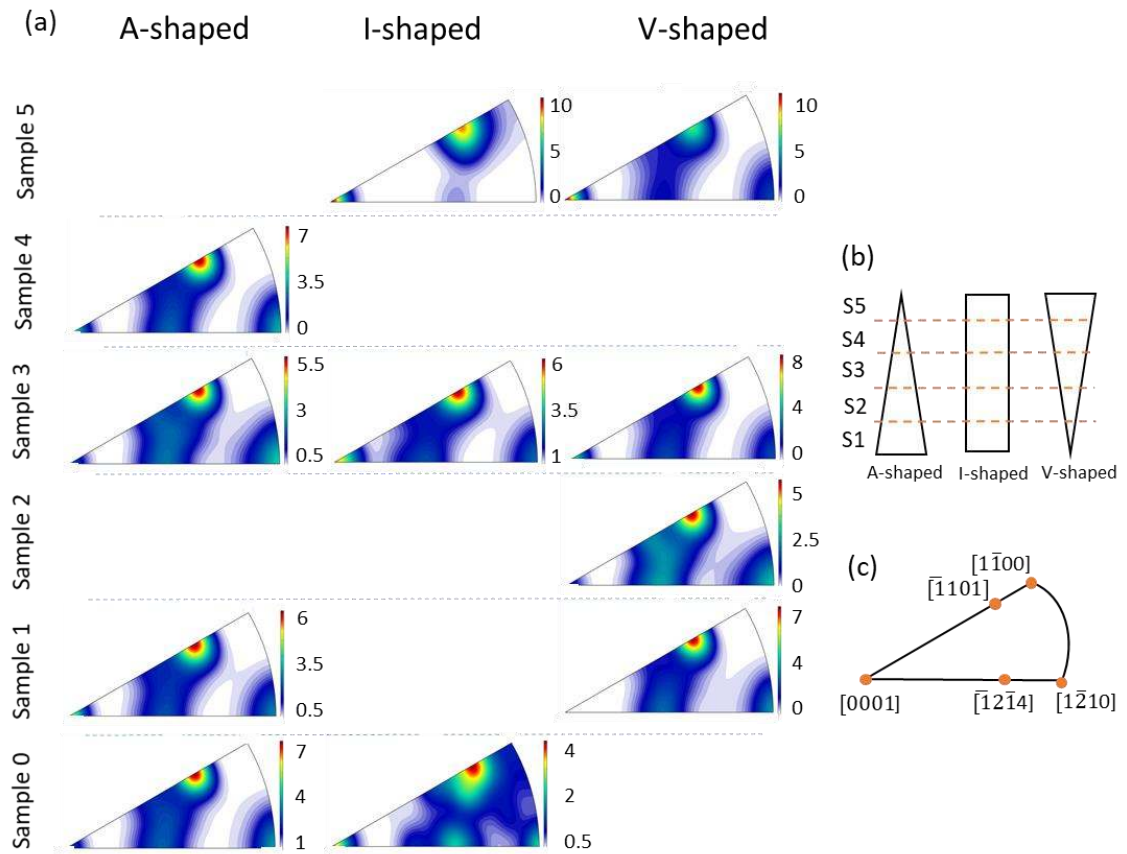 (a)
A-shaped
I-shaped
V-shaped
Sample 5
10
5
0
10
5
0
Sample 4
7
3.5
0
Sample 3
5.5
3
0.5
6
3.5
1
8
4
0
Sample 2
5
2.5
0
Sample 1
6
3.5
0.5
7
4
0
Sample 0
7
4
1
4
2
0.5
(b)
S5
S4
S3
S2
S1
A-shaped
I-shaped
V-shaped
(c)
[11̅00]
[1̅101]
[0001]
[1̅21̅4]
[12̅10]